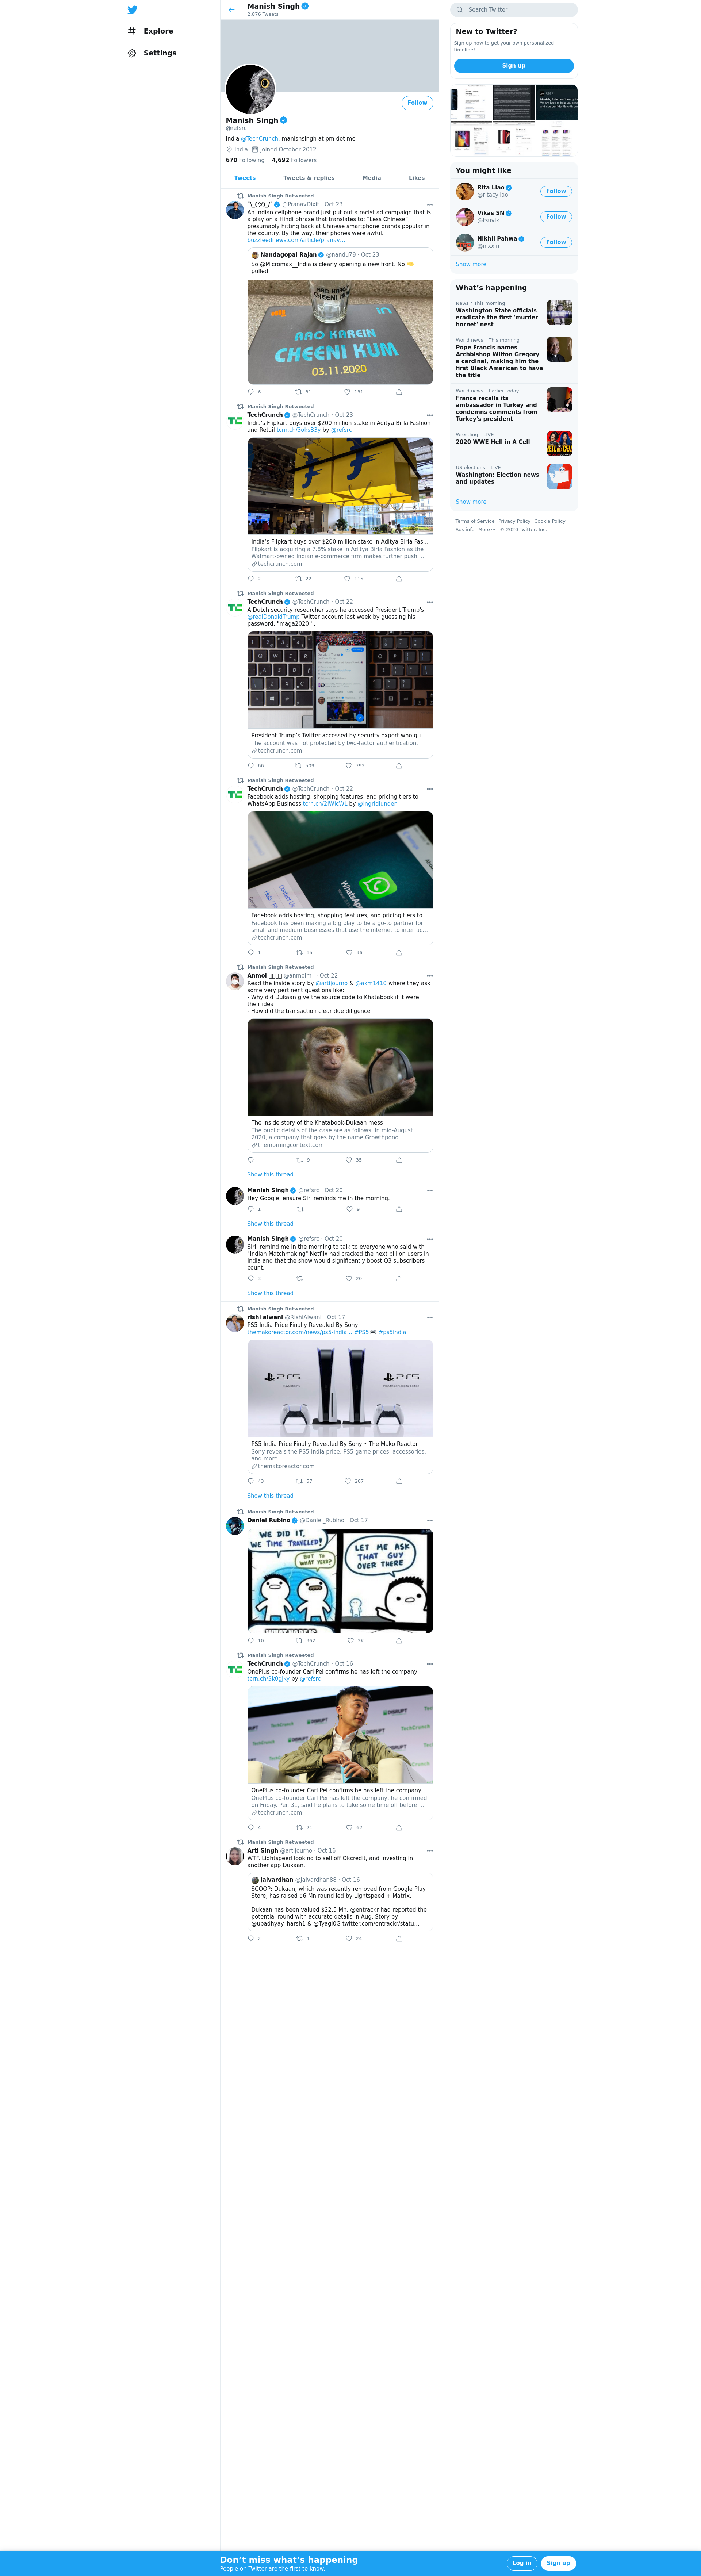 Explore
Settings
Manish Singh
2,876 Tweets
Follow
Manish Singh
@refsrc
India @TechCrunch. manishsingh at pm dot me
India Joined October 2012
670 Following 4,692 Followers
Tweets Tweets & replies Media Likes
Manish Singh Retweeted
¯\_(ツ)_/¯ @PranavDixit · Oct 23
An Indian cellphone brand just put out a racist ad campaign that is
a play on a Hindi phrase that translates to: "Less Chinese",
presumably hitting back at Chinese smartphone brands popular in
the country. By the way, their phones were awful.
buzzfeednews.com/article/pranav…
Nandagopal Rajan @nandu79 · Oct 23
So @Micromax__India is clearly opening a new front. No
pulled.
AAO KAREIN
CHEENI KUM
03.11.2020
6 31 131
Manish Singh Retweeted
TechCrunch @TechCrunch · Oct 23
India's Flipkart buys over $200 million stake in Aditya Birla Fashion
and Retail tcrn.ch/3oksB3y by @refsrc
India's Flipkart buys over $200 million stake in Aditya Birla Fas…
Flipkart is acquiring a 7.8% stake in Aditya Birla Fashion as the
Walmart-owned Indian e-commerce firm makes further push …
techcrunch.com
2 22 115
Manish Singh Retweeted
TechCrunch @TechCrunch · Oct 22
A Dutch security researcher says he accessed President Trump's
@realDonaldTrump Twitter account last week by guessing his
password: "maga2020!".
President Trump's Twitter accessed by security expert who gu…
The account was not protected by two-factor authentication.
techcrunch.com
66 509 792
Manish Singh Retweeted
TechCrunch @TechCrunch · Oct 22
Facebook adds hosting, shopping features, and pricing tiers to
WhatsApp Business tcrn.ch/2IWlcWL by @ingridlunden
WhatsApp
Facebook adds hosting, shopping features, and pricing tiers to…
Facebook has been making a big play to be a go-to partner for
small and medium businesses that use the internet to interfac…
techcrunch.com
1 15 36
Manish Singh Retweeted
Anmol @anmolm_ · Oct 22
Read the inside story by @artijourno & @akm1410 where they ask
some very pertinent questions like:
- Why did Dukaan give the source code to Khatabook if it were
their idea
- How did the transaction clear due diligence
The inside story of the Khatabook-Dukaan mess
The public details of the case are as follows. In mid-August
2020, a company that goes by the name Growthpond …
themorningcontext.com
9 35
Show this thread
Manish Singh @refsrc · Oct 20
Hey Google, ensure Siri reminds me in the morning.
1 9
Show this thread
Manish Singh @refsrc · Oct 20
Siri, remind me in the morning to talk to everyone who said with
"Indian Matchmaking" Netflix had cracked the next billion users in
India and that the show would significantly boost Q3 subscribers
count.
3 20
Show this thread
Manish Singh Retweeted
rishi alwani @RishiAlwani · Oct 17
PS5 India Price Finally Revealed By Sony
themakoreactor.com/news/ps5-india… #PS5 #ps5india
PS5 PS5
PS5 India Price Finally Revealed By Sony • The Mako Reactor
Sony reveals the PS5 India price, PS5 game prices, accessories,
and more.
themakoreactor.com
43 57 207
Show this thread
Manish Singh Retweeted
Daniel Rubino @Daniel_Rubino · Oct 17
WE DID IT,
WE TIME TRAVELED!
BUT TO
WHAT YEAR?
LET ME ASK
THAT GUY
OVER THERE
WHAT YEAR IS
10 362 2K
Manish Singh Retweeted
TechCrunch @TechCrunch · Oct 16
OnePlus co-founder Carl Pei confirms he has left the company
tcrn.ch/3k0gJky by @refsrc
DISRUPT
OnePlus co-founder Carl Pei confirms he has left the company
OnePlus co-founder Carl Pei has left the company, he confirmed
on Friday. Pei, 31, said he plans to take some time off before …
techcrunch.com
4 21 62
Manish Singh Retweeted
Arti Singh @artijourno · Oct 16
WTF. Lightspeed looking to sell off Okcredit, and investing in
another app Dukaan.
jaivardhan @jaivardhan88 · Oct 16
SCOOP: Dukaan, which was recently removed from Google Play
Store, has raised $6 Mn round led by Lightspeed + Matrix.
Dukaan has been valued $22.5 Mn. @entrackr had reported the
potential round with accurate details in Aug. Story by
@upadhyay_harsh1 & @Tyagi0G twitter.com/entrackr/statu…
2 1 24
Search Twitter
New to Twitter?
Sign up now to get your own personalized
timeline!
Sign up
You might like
Rita Liao
@ritacyliao
Follow
Vikas SN
@tsuvik
Follow
Nikhil Pahwa
@nixxin
Follow
Show more
What's happening
News · This morning
Washington State officials
eradicate the first 'murder
hornet' nest
World news · This morning
Pope Francis names
Archbishop Wilton Gregory
a cardinal, making him the
first Black American to have
the title
World news · Earlier today
France recalls its
ambassador in Turkey and
condemns comments from
Turkey's president
Wrestling · LIVE
2020 WWE Hell in A Cell
US elections · LIVE
Washington: Election news
and updates
Show more
Terms of Service Privacy Policy Cookie Policy
Ads info More © 2020 Twitter, Inc.
Don't miss what's happening
People on Twitter are the first to know.
Log in Sign up